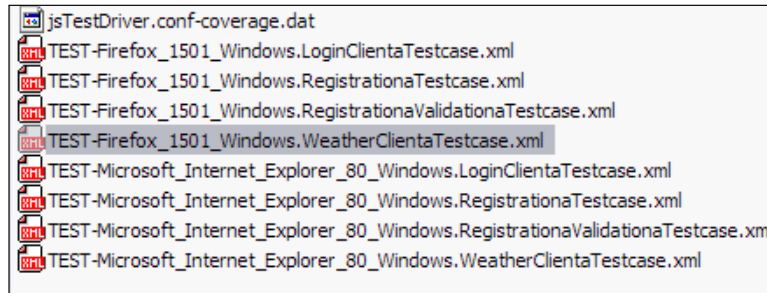 jsTestDriver.conf-coverage.dat
TEST-Firefox_1501_Windows.LoginClientaTestcase.xml
TEST-Firefox_1501_Windows.RegistrationaTestcase.xml
TEST-Firefox_1501_Windows.RegistrationaValidationaTestcase.xml
TEST-Firefox_1501_Windows.WeatherClientaTestcase.xml
TEST-Microsoft_Internet_Explorer_80_Windows.LoginClientaTestcase.xml
TEST-Microsoft_Internet_Explorer_80_Windows.RegistrationaTestcase.xml
TEST-Microsoft_Internet_Explorer_80_Windows.RegistrationaValidationaTestcase.xm
TEST-Microsoft_Internet_Explorer_80_Windows.WeatherClientaTestcase.xml